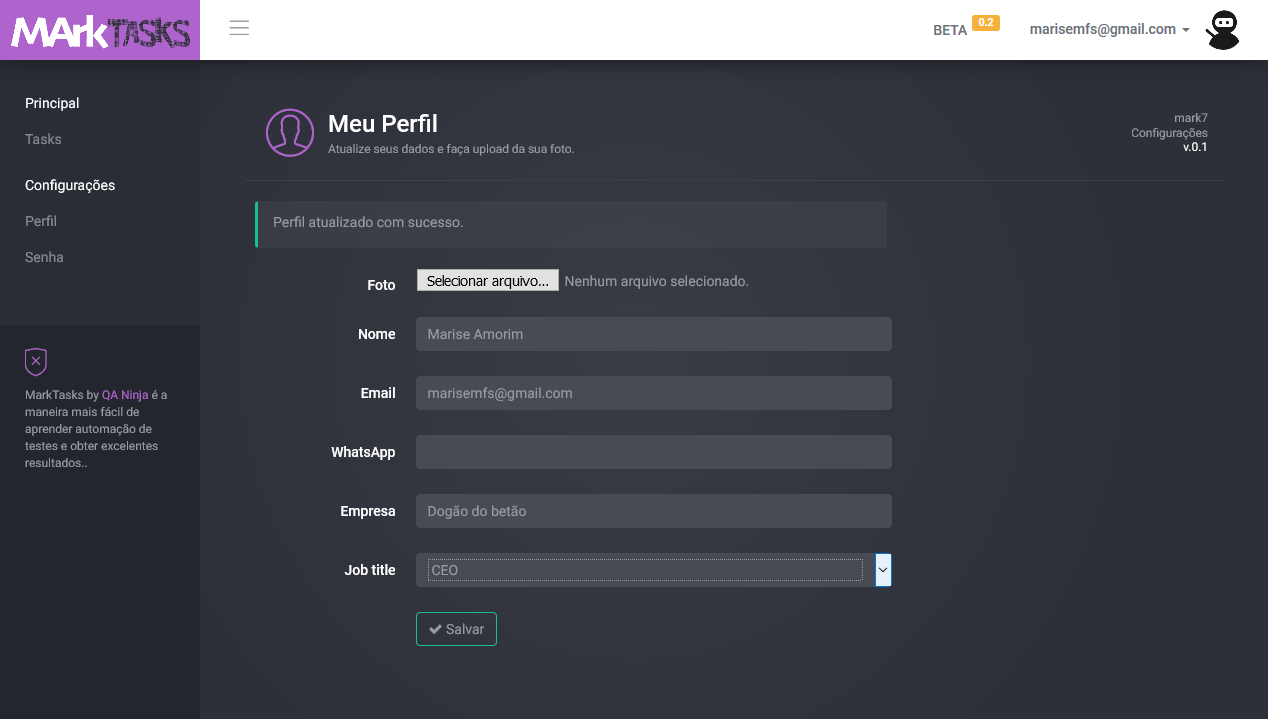 MArkTASKS
BETA 0.2
marisemfs@gmail.com
Principal
Tasks
Configurações
Perfil
Senha
MarkTasks by QA Ninja é a
maneira mais fácil de
aprender automação de
testes e obter excelentes
resultados..
Meu Perfil
Atualize seus dados e faça upload da sua foto.
mark7
Configurações
v.0.1
Perfil atualizado com sucesso.
Foto Selecionar arquivo... Nenhum arquivo selecionado.
Nome Marise Amorim
Email marisemfs@gmail.com
WhatsApp
Empresa Dogão do betão
Job title CEO
Salvar